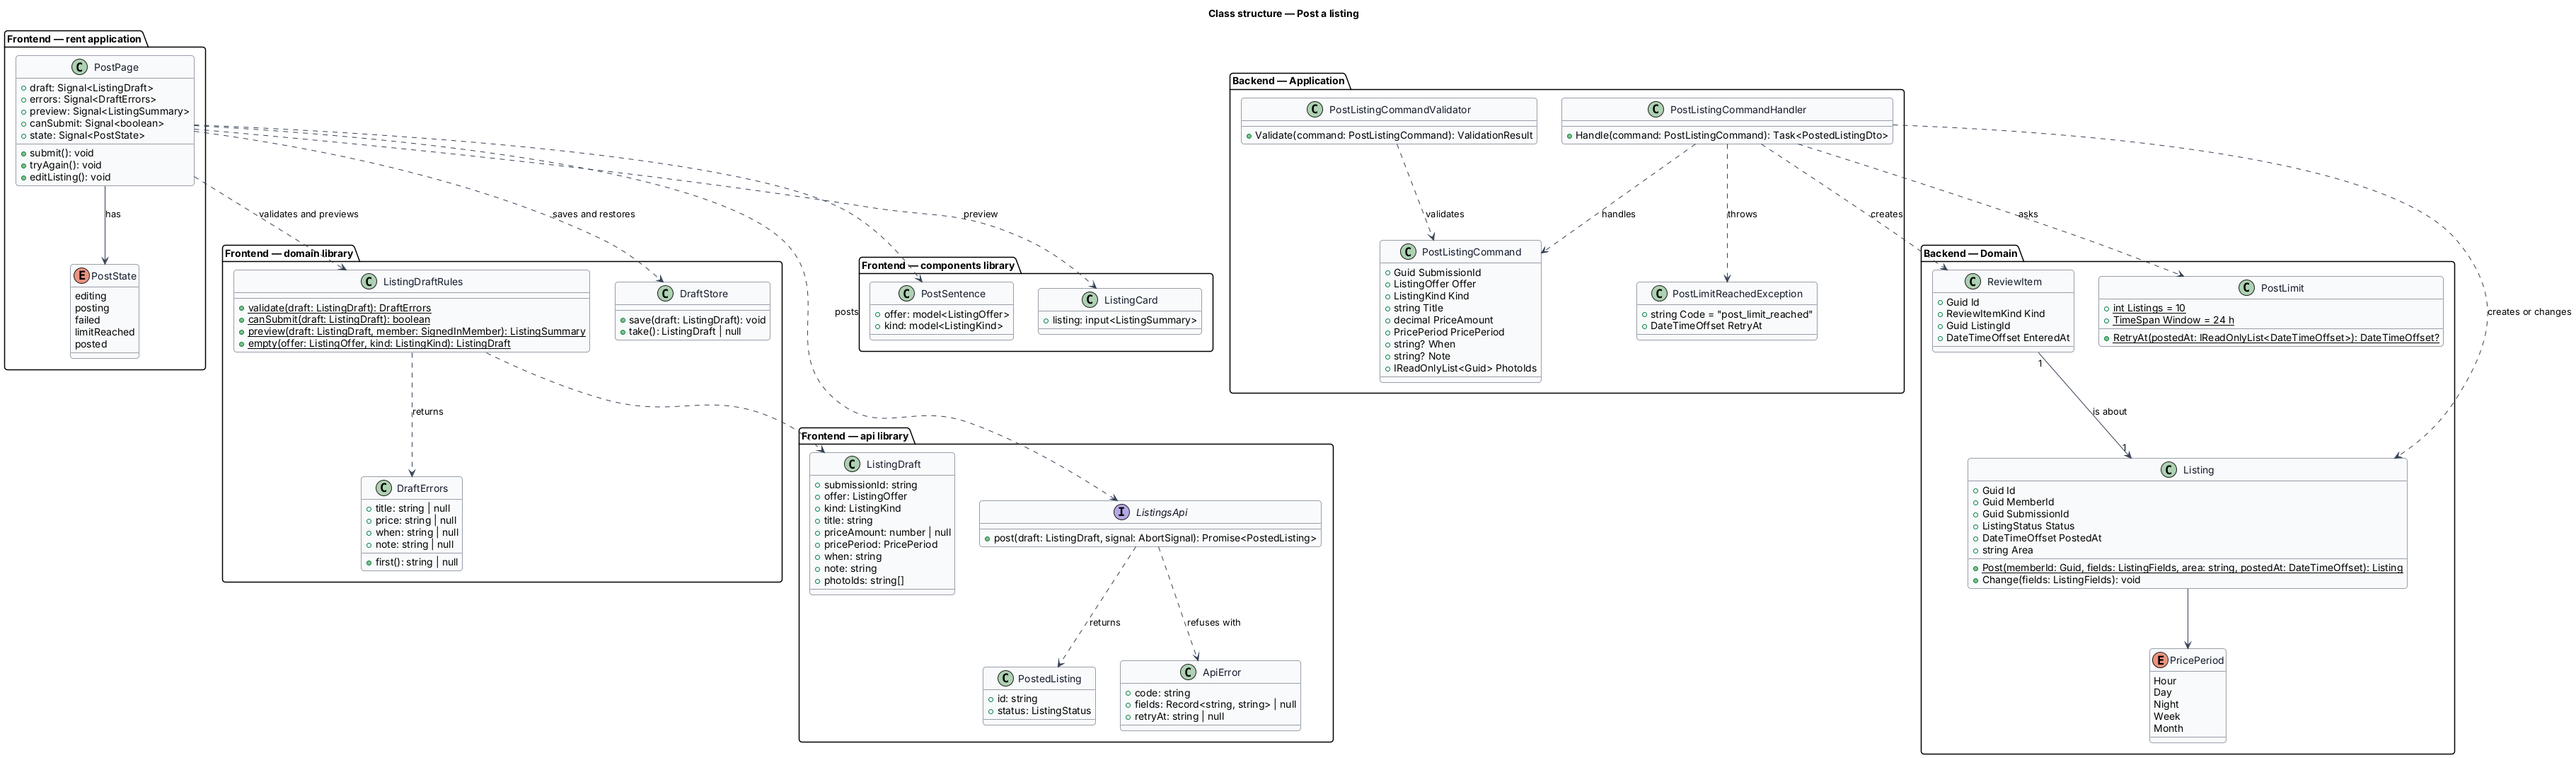 Class structure — Post a listing
Frontend — rent application
PostPage
draft: Signal<ListingDraft>
errors: Signal<DraftErrors>
preview: Signal<ListingSummary>
canSubmit: Signal<boolean>
state: Signal<PostState>
submit(): void
tryAgain(): void
editListing(): void
has
PostState
editing
posting
failed
limitReached
posted
validates and previews
saves and restores
posts
preview
Frontend — domain library
ListingDraftRules
validate(draft: ListingDraft): DraftErrors
canSubmit(draft: ListingDraft): boolean
preview(draft: ListingDraft, member: SignedInMember): ListingSummary
empty(offer: ListingOffer, kind: ListingKind): ListingDraft
DraftStore
save(draft: ListingDraft): void
take(): ListingDraft | null
returns
DraftErrors
title: string | null
price: string | null
when: string | null
note: string | null
first(): string | null
Frontend — components library
PostSentence
offer: model<ListingOffer>
kind: model<ListingKind>
ListingCard
listing: input<ListingSummary>
Frontend — api library
ListingDraft
submissionId: string
offer: ListingOffer
kind: ListingKind
title: string
priceAmount: number | null
pricePeriod: PricePeriod
when: string
note: string
photoIds: string[]
ListingsApi
post(draft: ListingDraft, signal: AbortSignal): Promise<PostedListing>
returns
refuses with
PostedListing
id: string
status: ListingStatus
ApiError
code: string
fields: Record<string, string> | null
retryAt: string | null
Backend — Application
PostListingCommandValidator
Validate(command: PostListingCommand): ValidationResult
PostListingCommandHandler
Handle(command: PostListingCommand): Task<PostedListingDto>
validates
handles
throws
creates
asks
creates or changes
PostListingCommand
Guid SubmissionId
ListingOffer Offer
ListingKind Kind
string Title
decimal PriceAmount
PricePeriod PricePeriod
string? When
string? Note
IReadOnlyList<Guid> PhotoIds
PostLimitReachedException
string Code = "post_limit_reached"
DateTimeOffset RetryAt
Backend — Domain
ReviewItem
Guid Id
ReviewItemKind Kind
Guid ListingId
DateTimeOffset EnteredAt
PostLimit
int Listings = 10
TimeSpan Window = 24 h
RetryAt(postedAt: IReadOnlyList<DateTimeOffset>): DateTimeOffset?
1
is about
1
Listing
Guid Id
Guid MemberId
Guid SubmissionId
ListingStatus Status
DateTimeOffset PostedAt
string Area
Post(memberId: Guid, fields: ListingFields, area: string, postedAt: DateTimeOffset): Listing
Change(fields: ListingFields): void
PricePeriod
Hour
Day
Night
Week
Month